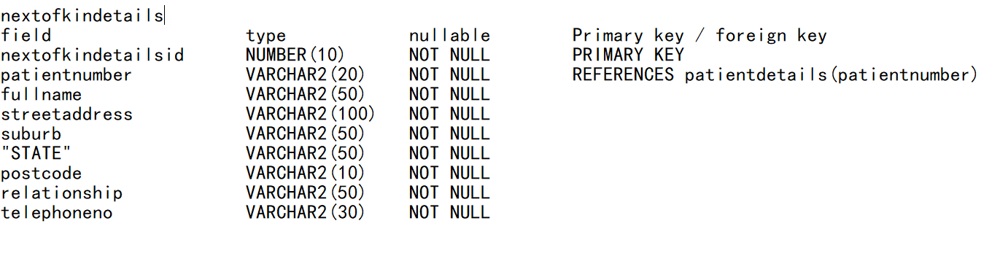 nextofkindetails
field type nullable Primary key / foreign key
nextofkindetailsid NUMBER(10) NOT NULL PRIMARY KEY
patientnumber VARCHAR2(20) NOT NULL REFERENCES patientdetails(patientnumber)
fullname VARCHAR2(50) NOT NULL
streetaddress VARCHAR2(100) NOT NULL
suburb VARCHAR2(50) NOT NULL
"STATE" VARCHAR2(50) NOT NULL
postcode VARCHAR2(10) NOT NULL
relationship VARCHAR2(50) NOT NULL
telephoneno VARCHAR2(30) NOT NULL